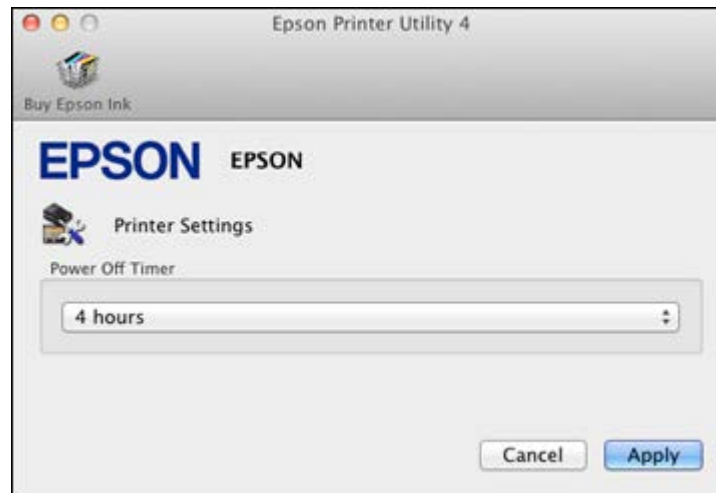 Epson Printer Utility 4
Buy Epson Ink
EPSON EPSON
Printer Settings
Power Off Timer
4 hours
Cancel Apply